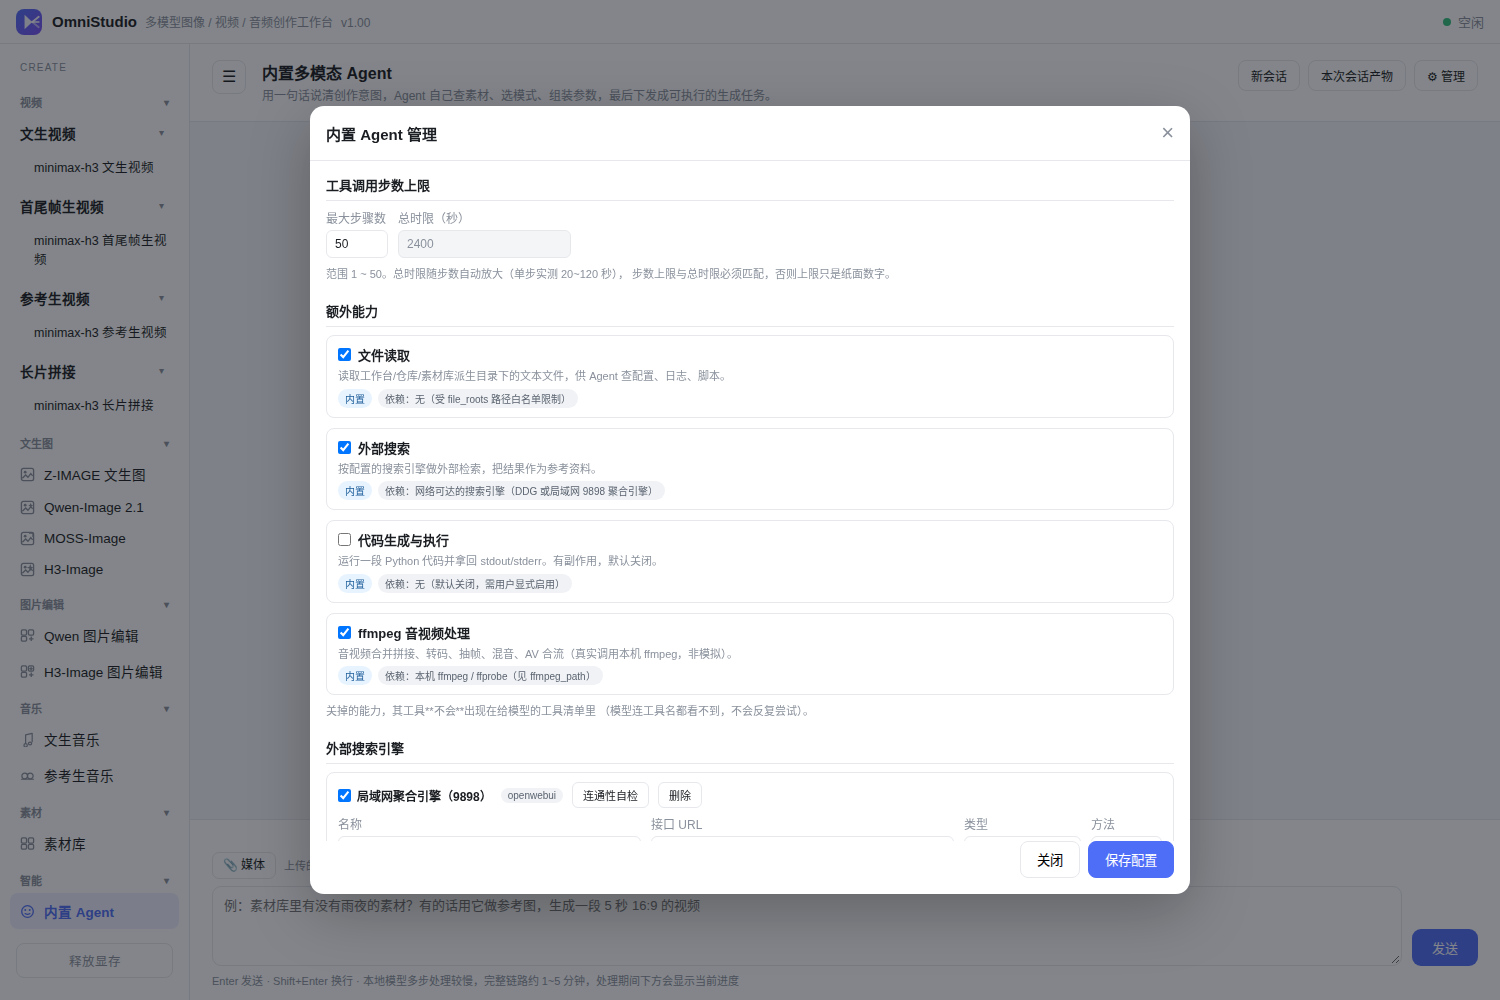 OmniStudio 多模型图像 / 视频 / 音频创作工作台 v1.00
空闲
CREATE
视频
文生视频
minimax-h3 文生视频
首尾帧生视频
minimax-h3 首尾帧生视
频
参考生视频
minimax-h3 参考生视频
长片拼接
minimax-h3 长片拼接
文生图
Z-IMAGE 文生图
Qwen-Image 2.1
MOSS-Image
H3-Image
图片编辑
Qwen 图片编辑
H3-Image 图片编辑
音乐
文生音乐
参考生音乐
素材
素材库
智能
内置 Agent
释放显存
内置多模态 Agent
用一句话说清创作意图，Agent 自己查素材、选模式、组装参数，最后下发成可执行的生成任务。
新会话
本次会话产物
⚙ 管理
内置 Agent 管理
×
工具调用步数上限
最大步骤数 总时限（秒）
50 2400
范围 1 ~ 50。总时限随步数自动放大（单步实测 20~120 秒）， 步数上限与总时限必须匹配，否则上限只是纸面数字。
额外能力
文件读取
读取工作台/仓库/素材库派生目录下的文本文件，供 Agent 查配置、日志、脚本。
内置 依赖：无（受 file_roots 路径白名单限制）
外部搜索
按配置的搜索引擎做外部检索，把结果作为参考资料。
内置 依赖：网络可达的搜索引擎（DDG 或局域网 9898 聚合引擎）
代码生成与执行
运行一段 Python 代码并拿回 stdout/stderr。有副作用，默认关闭。
内置 依赖：无（默认关闭，需用户显式启用）
ffmpeg 音视频处理
音视频合并拼接、转码、抽帧、混音、AV 合流（真实调用本机 ffmpeg，非模拟）。
内置 依赖：本机 ffmpeg / ffprobe（见 ffmpeg_path）
关掉的能力，其工具**不会**出现在给模型的工具清单里 （模型连工具名都看不到，不会反复尝试）。
外部搜索引擎
局域网聚合引擎（9898） openwebui 连通性自检 删除
名称 接口 URL 类型 方法
关闭 保存配置
📎 媒体 上传的
例：素材库里有没有雨夜的素材？有的话用它做参考图，生成一段 5 秒 16:9 的视频
发送
Enter 发送 · Shift+Enter 换行 · 本地模型多步处理较慢，完整链路约 1~5 分钟，处理期间下方会显示当前进度